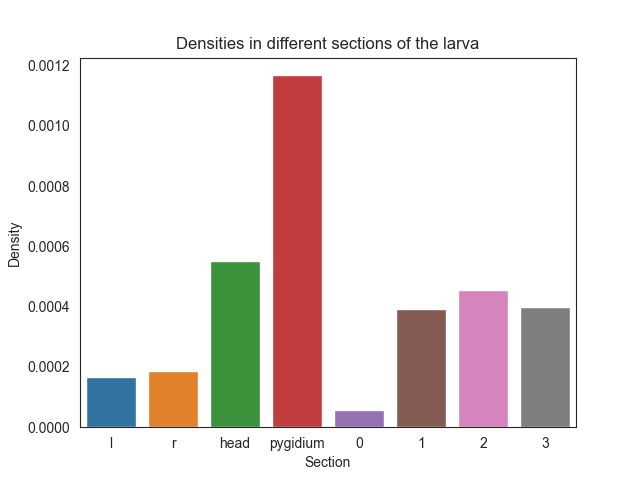 Densities in different sections of the larva
0.0012
0.0010
0.0008
0.0006
0.0004
0.0002
0.0000
Density
l r head pygidium 0 1 2 3
Section